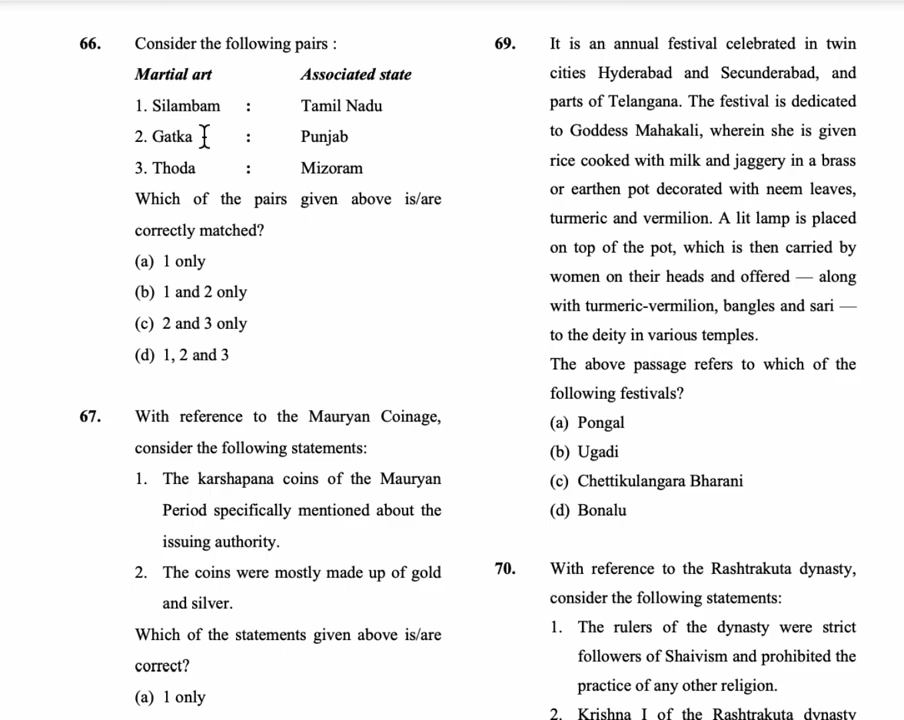 66. Consider the following pairs :
Martial art Associated state
1. Silambam : Tamil Nadu
2. Gatka : Punjab
3. Thoda : Mizoram
Which of the pairs given above is/are
correctly matched?
(a) 1 only
(b) 1 and 2 only
(c) 2 and 3 only
(d) 1, 2 and 3
67. With reference to the Mauryan Coinage,
consider the following statements:
1. The karshapana coins of the Mauryan
Period specifically mentioned about the
issuing authority.
2. The coins were mostly made up of gold
and silver.
Which of the statements given above is/are
correct?
(a) 1 only
69. It is an annual festival celebrated in twin
cities Hyderabad and Secunderabad, and
parts of Telangana. The festival is dedicated
to Goddess Mahakali, wherein she is given
rice cooked with milk and jaggery in a brass
or earthen pot decorated with neem leaves,
turmeric and vermilion. A lit lamp is placed
on top of the pot, which is then carried by
women on their heads and offered — along
with turmeric-vermilion, bangles and sari —
to the deity in various temples.
The above passage refers to which of the
following festivals?
(a) Pongal
(b) Ugadi
(c) Chettikulangara Bharani
(d) Bonalu
70. With reference to the Rashtrakuta dynasty,
consider the following statements:
1. The rulers of the dynasty were strict
followers of Shaivism and prohibited the
practice of any other religion.
2. Krishna I of the Rashtrakuta dynasty